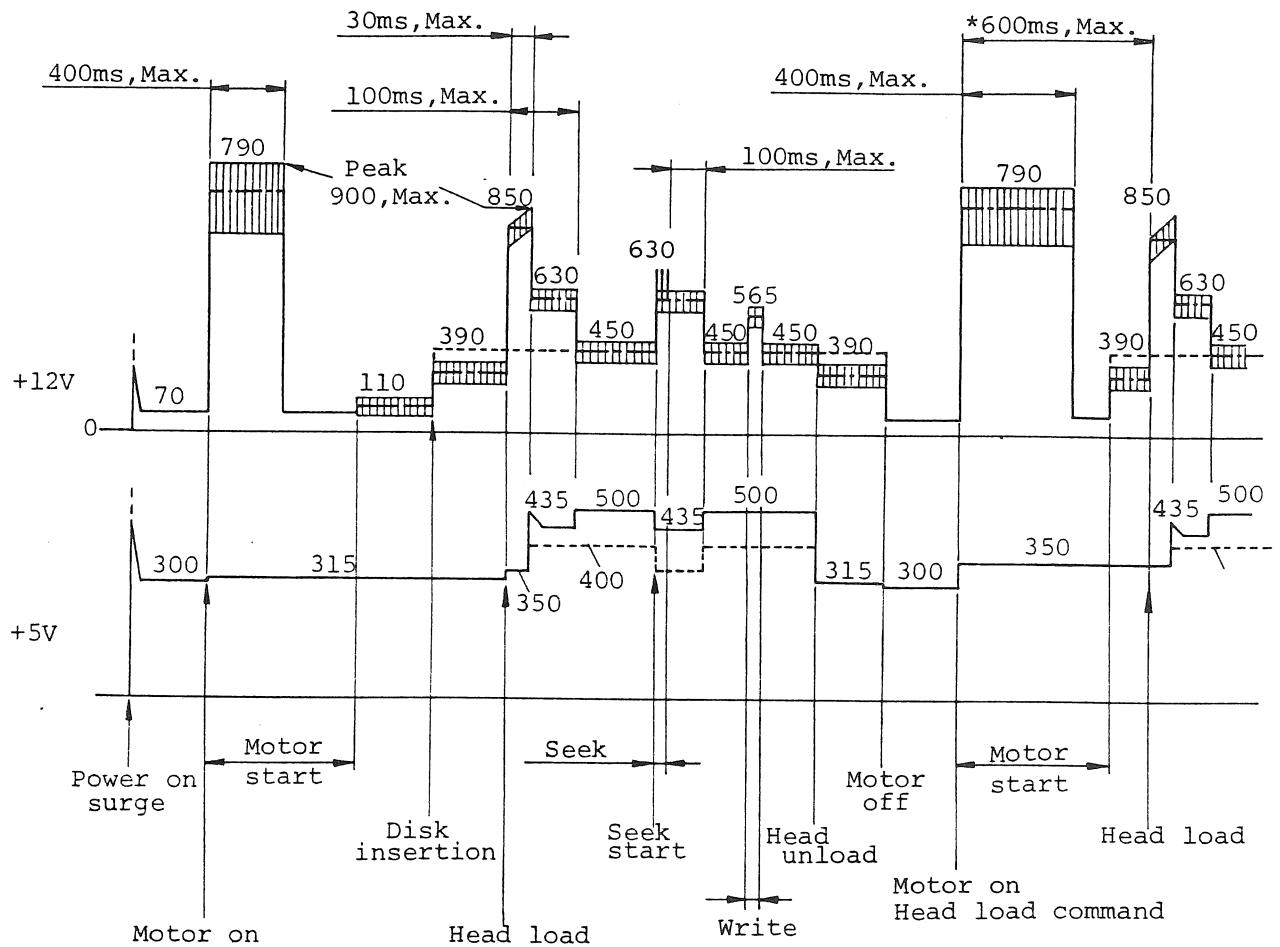 30ms,Max.
*600ms,Max.
400ms,Max.
400ms,Max.
100ms,Max.
790
Peak
900,Max.
850
100ms,Max.
790
850
630
630
565
630
390
450
450
450
390
390
450
+12V
70
110
0
435
500
435
500
435
500
300
315
400
350
315
300
350
+5V
Power on
surge
Motor
start
Seek
Motor
off
Motor
start
Disk
insertion
Seek
start
Head
unload
Head load
Motor on
Head load command
Motor on
Head load
Write